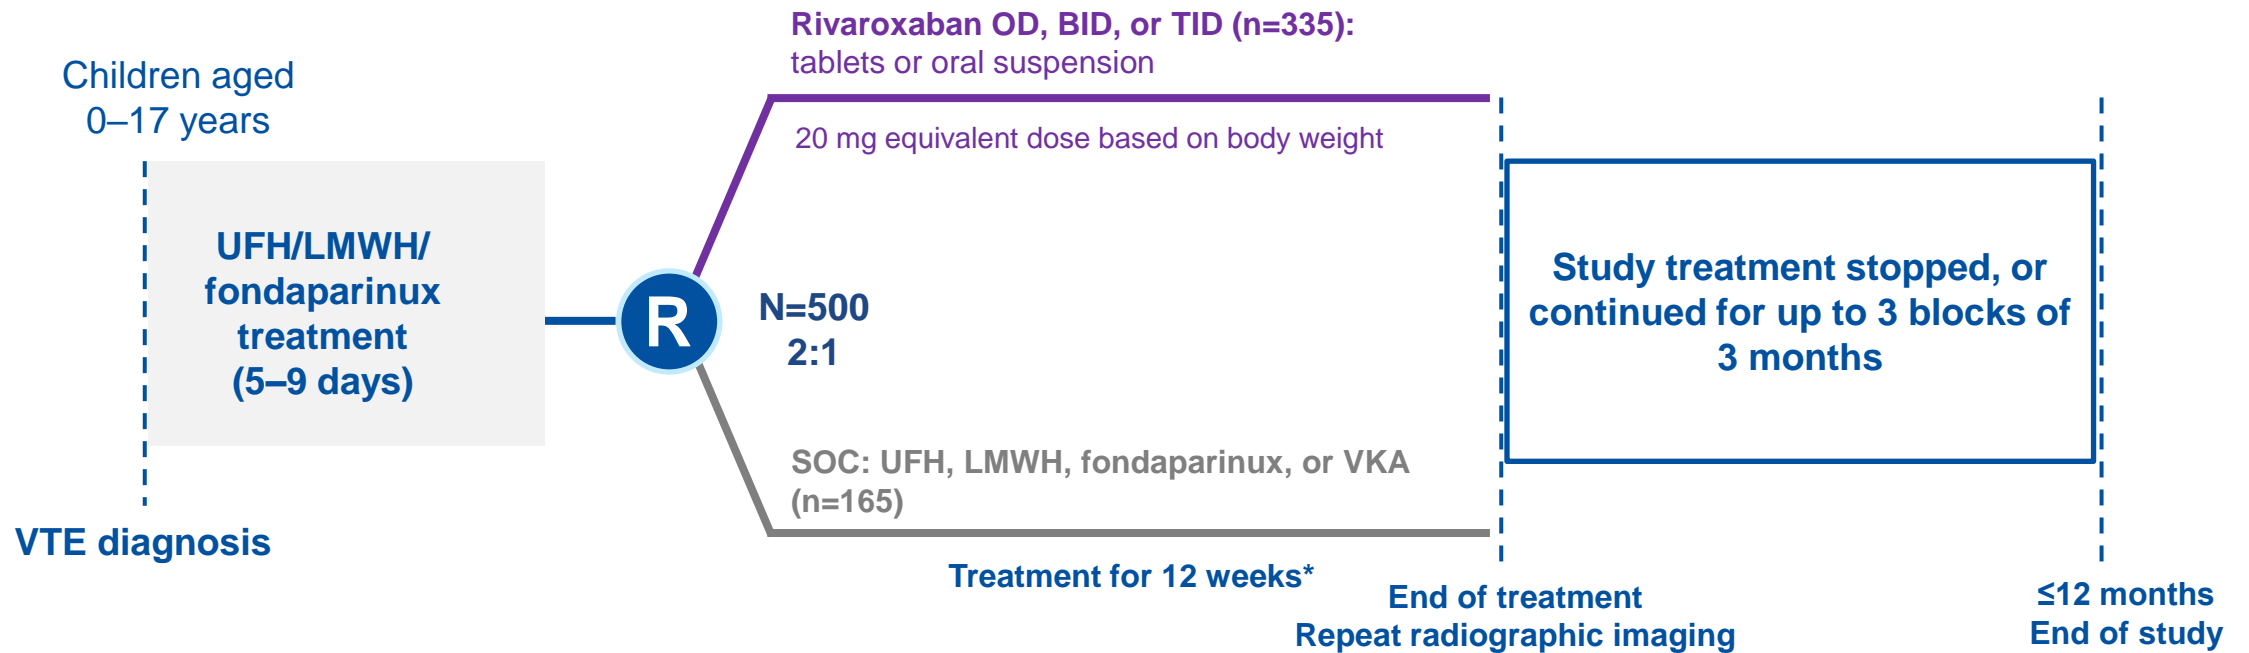 Children aged
0–17 years
UFH/LMWH/
fondaparinux
treatment
(5–9 days)
VTE diagnosis
R
N=500
2:1
Rivaroxaban OD, BID, or TID (n=335):
tablets or oral suspension
20 mg equivalent dose based on body weight
SOC: UFH, LMWH, fondaparinux, or VKA
(n=165)
Treatment for 12 weeks*
End of treatment
Repeat radiographic imaging
Study treatment stopped, or
continued for up to 3 blocks of
3 months
≤12 months
End of study